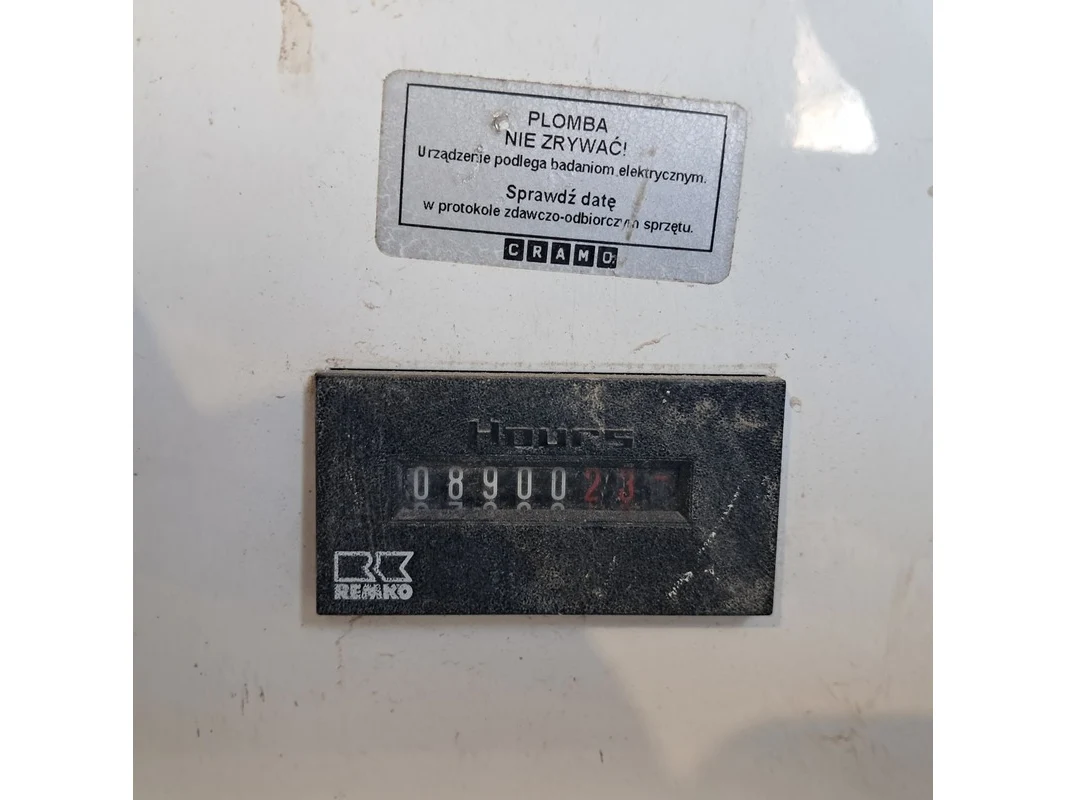 PLOMBA
NIE ZRYWAĆ!
Urządzenie podlega badaniom elektrycznym.
Sprawdź datę
w protokole zdawczo-odbiorczym sprzętu.
CRAMO
Hours
0890023
REMKO